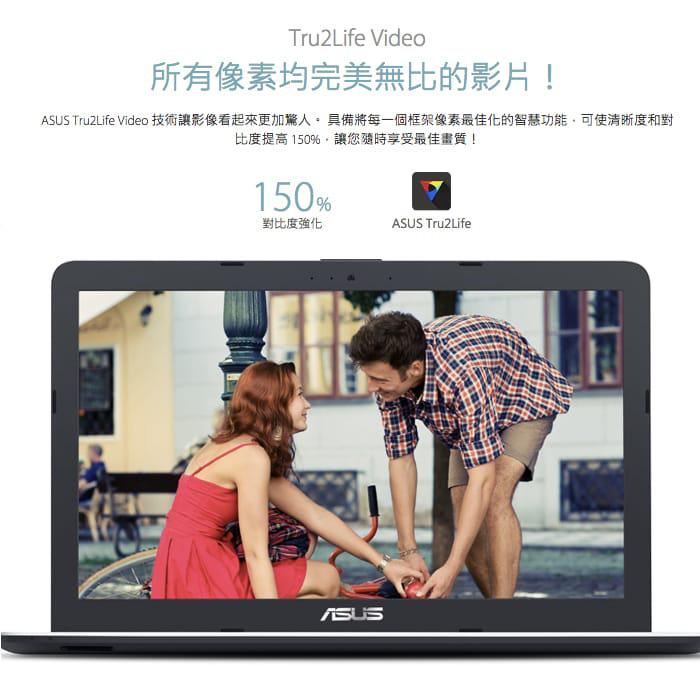 Tru2Life Video
所有像素均完美無比的影片！
ASUS Tru2Life Video 技術讓影像看起來更加驚人。 具備將每一個框架像素最佳化的智慧功能，可使清晰度和對
比度提高 150%，讓您隨時享受最佳畫質！
150%
對比度強化
ASUS Tru2Life
ASUS